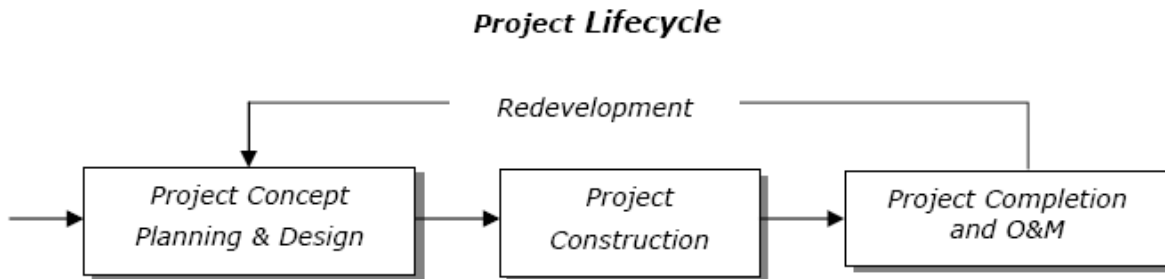 Project Lifecycle
Redevelopment
Project Concept
Planning & Design
Project
Construction
Project Completion
and O&M